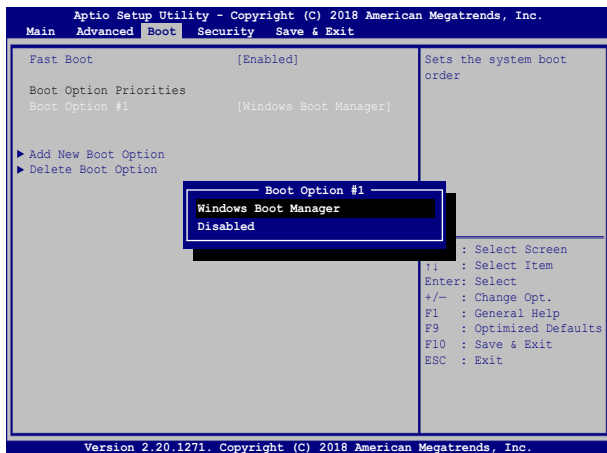 Aptio Setup Utility - Copyright (C) 2018 American Megatrends, Inc.
Main Advanced Boot Security Save & Exit
Fast Boot [Enabled]
Boot Option Priorities
Boot Option #1 [Windows Boot Manager]
▶ Add New Boot Option
▶ Delete Boot Option
Boot Option #1
Windows Boot Manager
Disabled
Sets the system boot
order
: Select Screen
↑↓ : Select Item
Enter: Select
+/— : Change Opt.
F1 : General Help
F9 : Optimized Defaults
F10 : Save & Exit
ESC : Exit
Version 2.20.1271. Copyright (C) 2018 American Megatrends, Inc.